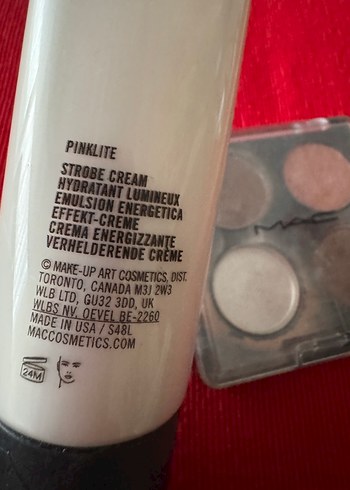 PINKLITE
STROBE CREAM
HYDRATANT LUMINEUX
EMULSION ENERGETICA
EFFEKT-CREME
CREMA ENERGIZZANTE
VERHELDERENDE CRÈME
© MAKE-UP ART COSMETICS, DIST.
TORONTO, CANADA M3J 2W3
WLB LTD, GU32 3DD, UK
WLBS NV. OEVEL BE-2260
MADE IN USA / S48L
MACCOSMETICS.COM
24M
MAC